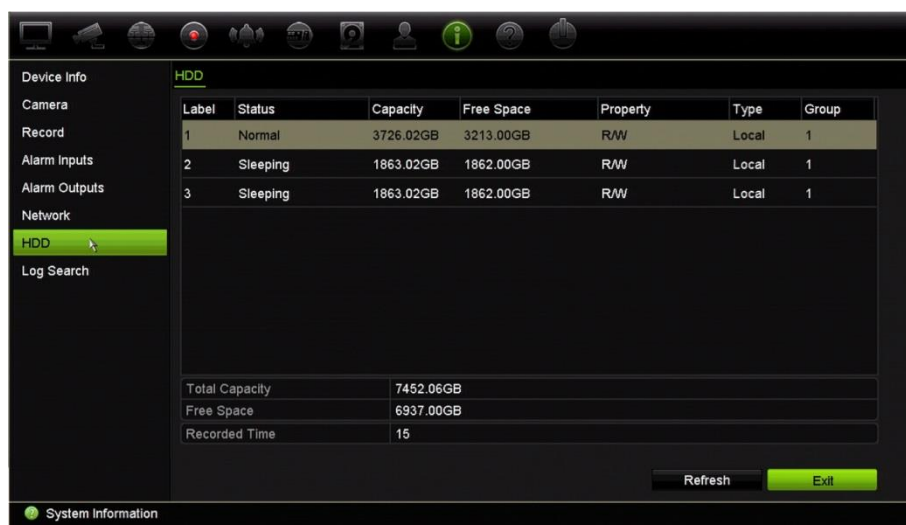 Device Info
HDD
Camera
Label Status Capacity Free Space Property Type Group
Record
1 Normal 3726.02GB 3213.00GB R/W Local 1
Alarm Inputs
2 Sleeping 1863.02GB 1862.00GB R/W Local 1
Alarm Outputs
3 Sleeping 1863.02GB 1862.00GB R/W Local 1
Network
HDD
Log Search
Total Capacity 7452.06GB
Free Space 6937.00GB
Recorded Time 15
Refresh Exit
System Information